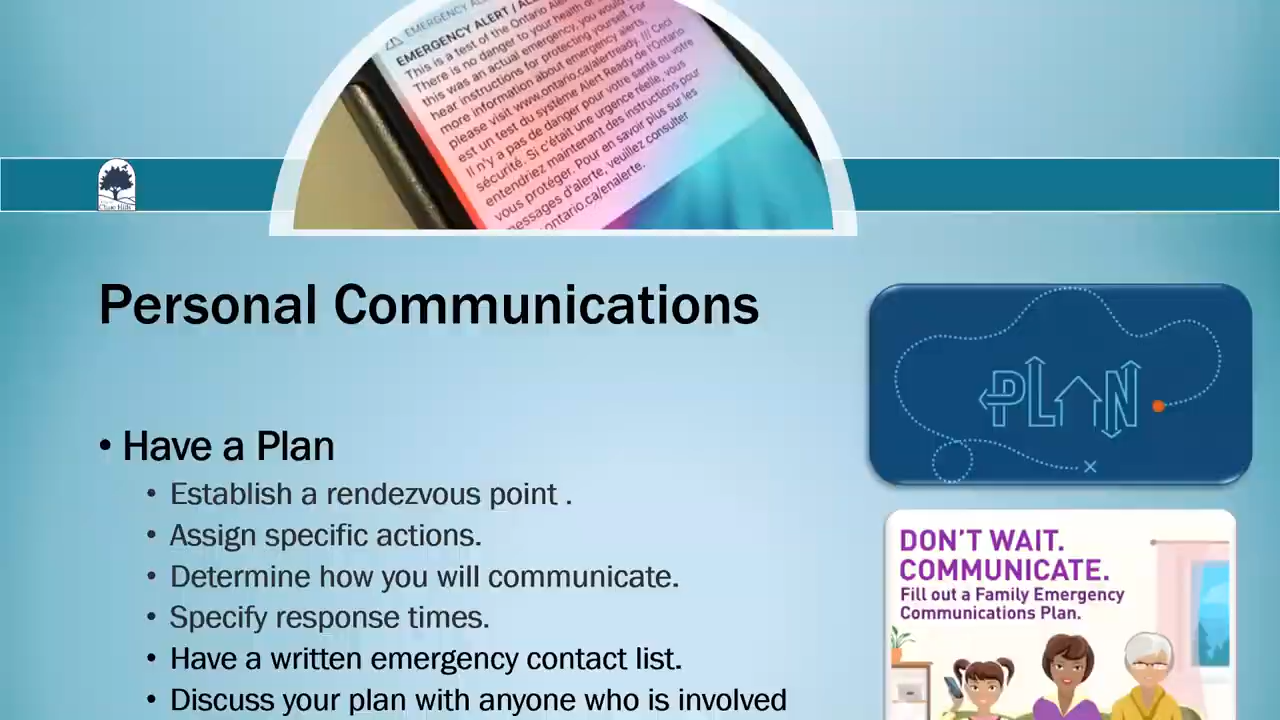 EMERGENCY ALERT / AL
This is a test of the Ontario Ale
There is no danger to your health or
this was an actual emergency, you would
hear instructions for protecting yourself. For
more information about emergency alerts,
please visit www.ontario.ca/alertready. /// Ceci
est un test du système Alert Ready de l'Ontario
Il n'y a pas de danger pour votre santé ou votre
sécurité. Si c'était une urgence réelle, vous
entendriez maintenant des instructions pour
vous protéger. Pour en savoir plus sur les
messages d'alerte, veuillez consulter
ontario.ca/enalerte.
Chino Hills
Personal Communications
PLAN
• Have a Plan
• Establish a rendezvous point .
• Assign specific actions.
• Determine how you will communicate.
• Specify response times.
• Have a written emergency contact list.
• Discuss your plan with anyone who is involved
DON'T WAIT.
COMMUNICATE.
Fill out a Family Emergency
Communications Plan.